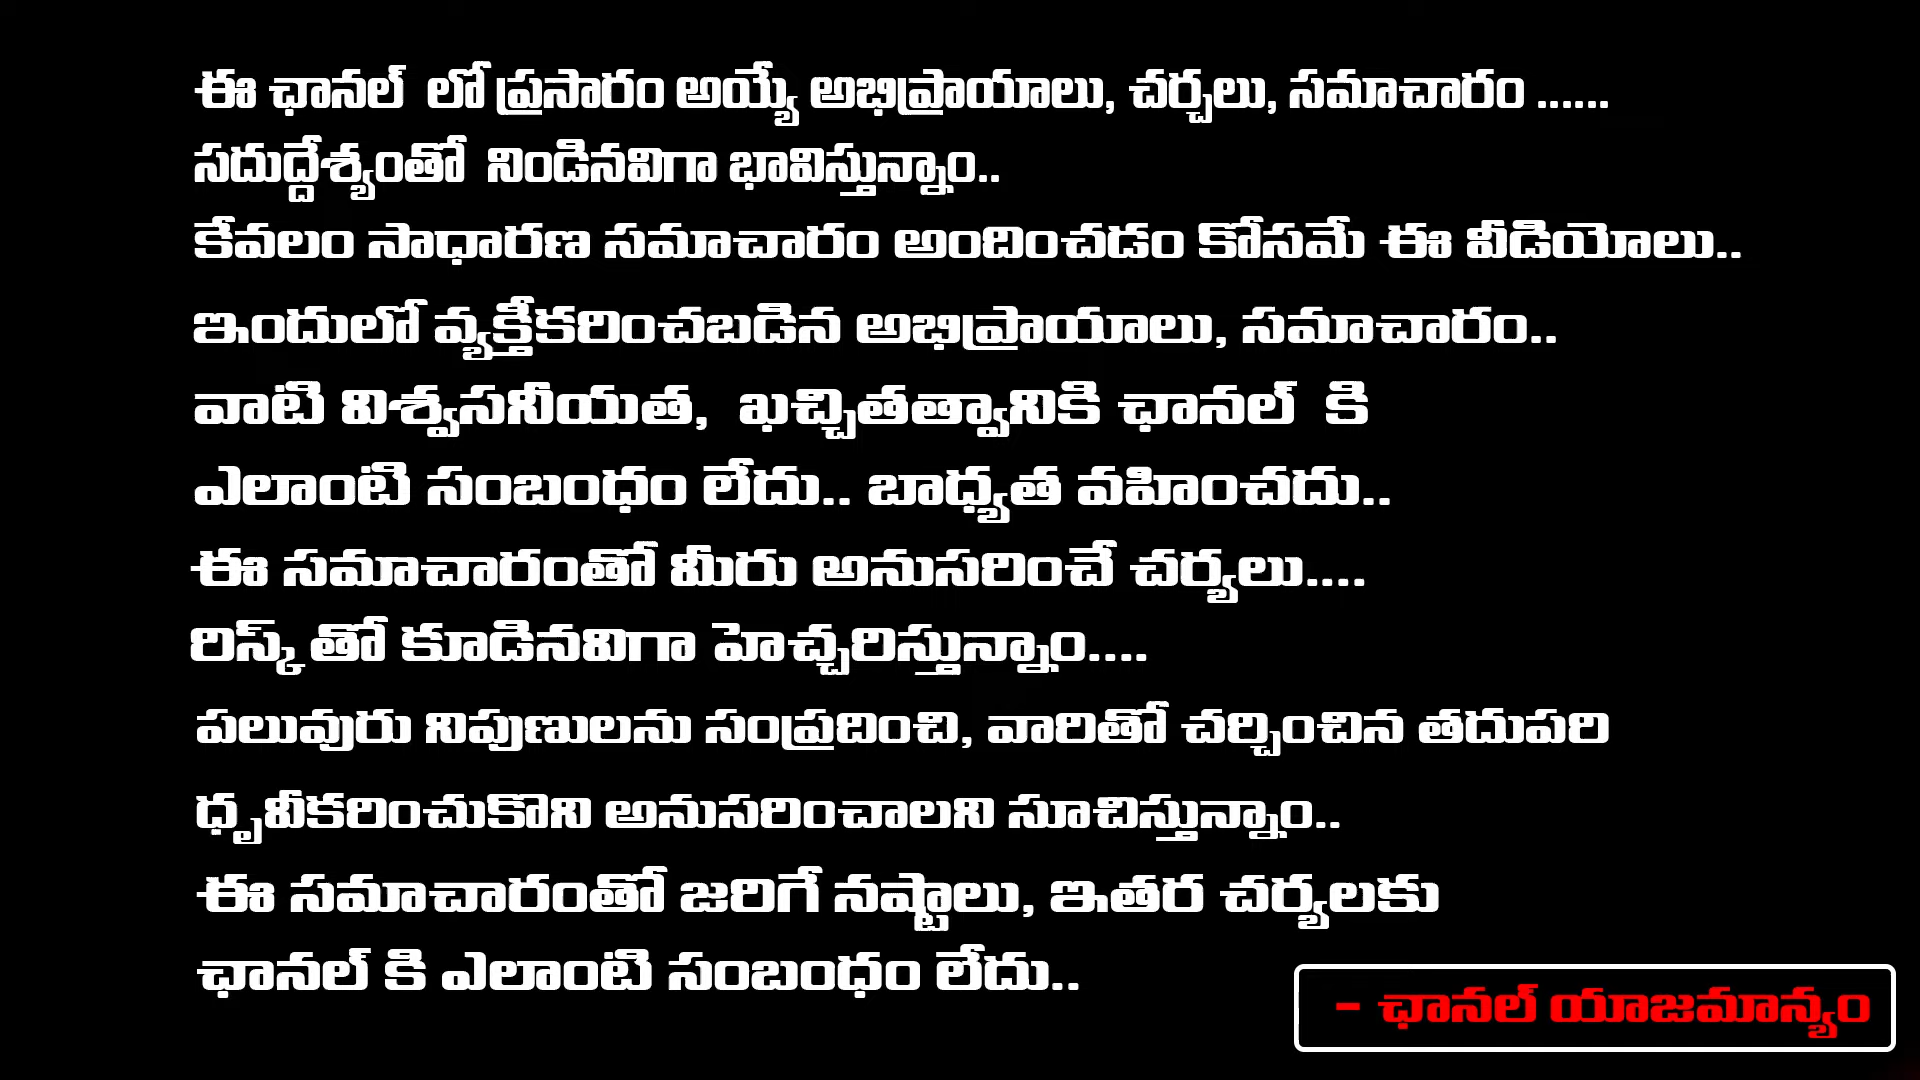 ఈ ఛానల్ లో ప్రసారం అయ్యే అభిప్రాయాలు, చర్చలు, సమాచారం ......
సదుద్దేశ్యంతో నిండినవిగా భావిస్తున్నాం..
కేవలం సాధారణ సమాచారం అందించడం కోసమే ఈ వీడియోలు..
ఇందులో వ్యక్తీకరించబడిన అభిప్రాయాలు, సమాచారం..
వాటి విశ్వసనీయత, ఖచ్చితత్వానికి ఛానల్ కి
ఎలాంటి సంబంధం లేదు.. బాధ్యత వహించదు..
ఈ సమాచారంతో మీరు అనుసరించే చర్యలు....
రిస్క్ తో కూడినవిగా హెచ్చరిస్తున్నాం....
పలువురు నిపుణులను సంప్రదించి, వారితో చర్చించిన తదుపరి
ధృవీకరించుకొని అనుసరించాలని సూచిస్తున్నాం..
ఈ సమాచారంతో జరిగే నష్టాలు, ఇతర చర్యలకు
ఛానల్ కి ఎలాంటి సంబంధం లేదు..
- ఛానల్ యాజమాన్యం